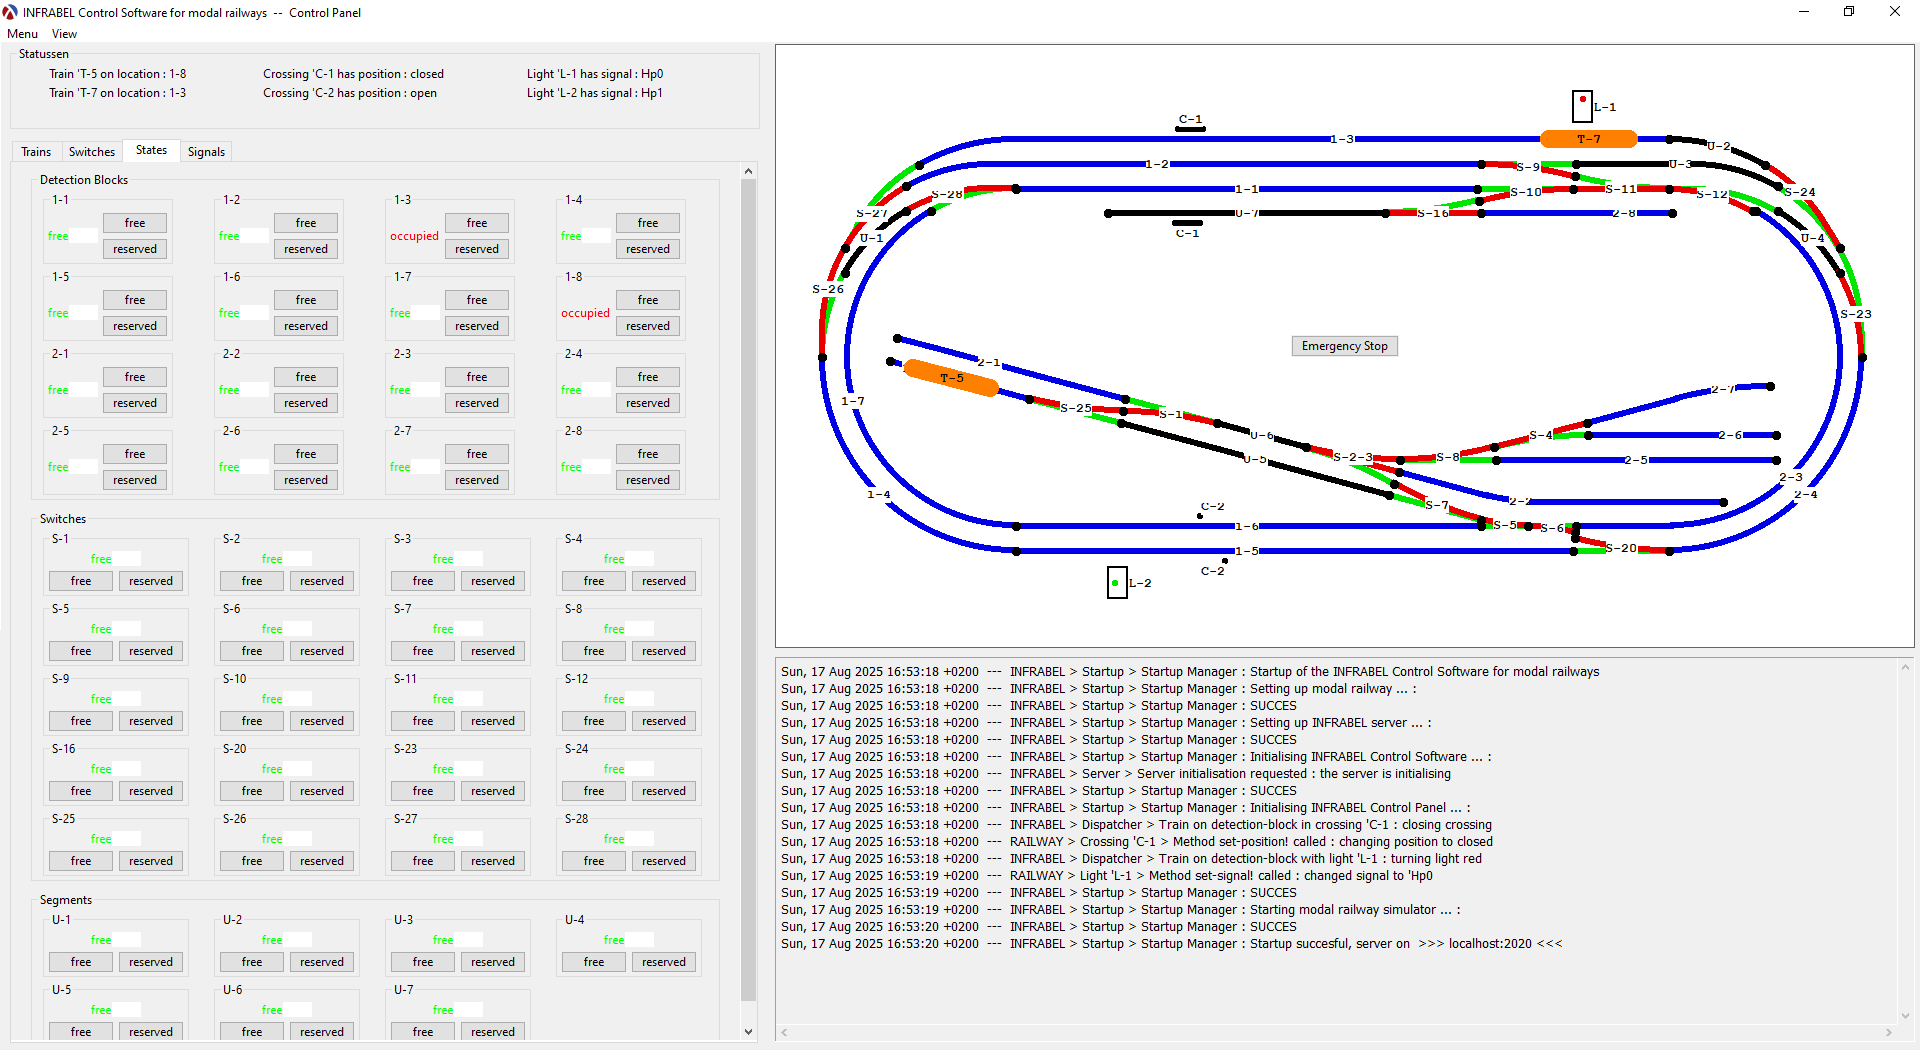 INFRABEL Control Software for modal railways -- Control Panel
Menu View
Statussen
Train 'T-5 on location : 1-8 Crossing 'C-1 has position : closed Light 'L-1 has signal : Hp0
Train 'T-7 on location : 1-3 Crossing 'C-2 has position : open Light 'L-2 has signal : Hp1
Trains Switches States Signals
Detection Blocks
1-1 1-2 1-3 1-4
free free free free
free free occupied free
reserved reserved reserved reserved
1-5 1-6 1-7 1-8
free free free free
free free free occupied
reserved reserved reserved reserved
2-1 2-2 2-3 2-4
free free free free
free free free free
reserved reserved reserved reserved
2-5 2-6 2-7 2-8
free free free free
free free free free
reserved reserved reserved reserved
Switches
S-1 S-2 S-3 S-4
free free free free
free reserved free reserved free reserved free reserved
S-5 S-6 S-7 S-8
free free free free
free reserved free reserved free reserved free reserved
S-9 S-10 S-11 S-12
free free free free
free reserved free reserved free reserved free reserved
S-16 S-20 S-23 S-24
free free free free
free reserved free reserved free reserved free reserved
S-25 S-26 S-27 S-28
free free free free
free reserved free reserved free reserved free reserved
Segments
U-1 U-2 U-3 U-4
free free free free
free reserved free reserved free reserved free reserved
U-5 U-6 U-7
free free free
free reserved free reserved free reserved
L-1
C-1
1-3 T-7 U-2
1-2 S-9 U-3
S-28 1-1 S-10 S-11 S-12 S-24
S-27 U-7 S-16 2-8
U-1 C-1 U-4
S-26 S-23
Emergency Stop
2-1
T-5 2-7
1-7 S-25 S-1
U-6 S-4 2-6
U-5 S-2-3 S-8 2-5
2-3
1-4 2-2 2-4
C-2 S-7
1-6 S-5 S-6
1-5 S-20
C-2
L-2
Sun, 17 Aug 2025 16:53:18 +0200 --- INFRABEL > Startup > Startup Manager : Startup of the INFRABEL Control Software for modal railways
Sun, 17 Aug 2025 16:53:18 +0200 --- INFRABEL > Startup > Startup Manager : Setting up modal railway ... :
Sun, 17 Aug 2025 16:53:18 +0200 --- INFRABEL > Startup > Startup Manager : SUCCES
Sun, 17 Aug 2025 16:53:18 +0200 --- INFRABEL > Startup > Startup Manager : Setting up INFRABEL server ... :
Sun, 17 Aug 2025 16:53:18 +0200 --- INFRABEL > Startup > Startup Manager : SUCCES
Sun, 17 Aug 2025 16:53:18 +0200 --- INFRABEL > Startup > Startup Manager : Initialising INFRABEL Control Software ... :
Sun, 17 Aug 2025 16:53:18 +0200 --- INFRABEL > Server > Server initialisation requested : the server is initialising
Sun, 17 Aug 2025 16:53:18 +0200 --- INFRABEL > Startup > Startup Manager : SUCCES
Sun, 17 Aug 2025 16:53:18 +0200 --- INFRABEL > Startup > Startup Manager : Initialising INFRABEL Control Panel ... :
Sun, 17 Aug 2025 16:53:18 +0200 --- INFRABEL > Dispatcher > Train on detection-block in crossing 'C-1 : closing crossing
Sun, 17 Aug 2025 16:53:18 +0200 --- RAILWAY > Crossing 'C-1 > Method set-position! called : changing position to closed
Sun, 17 Aug 2025 16:53:18 +0200 --- INFRABEL > Dispatcher > Train on detection-block with light 'L-1 : turning light red
Sun, 17 Aug 2025 16:53:19 +0200 --- RAILWAY > Light 'L-1 > Method set-signal! called : changed signal to 'Hp0
Sun, 17 Aug 2025 16:53:19 +0200 --- INFRABEL > Startup > Startup Manager : SUCCES
Sun, 17 Aug 2025 16:53:19 +0200 --- INFRABEL > Startup > Startup Manager : Starting modal railway simulator ... :
Sun, 17 Aug 2025 16:53:20 +0200 --- INFRABEL > Startup > Startup Manager : SUCCES
Sun, 17 Aug 2025 16:53:20 +0200 --- INFRABEL > Startup > Startup Manager : Startup succesful, server on >>> localhost:2020 <<<